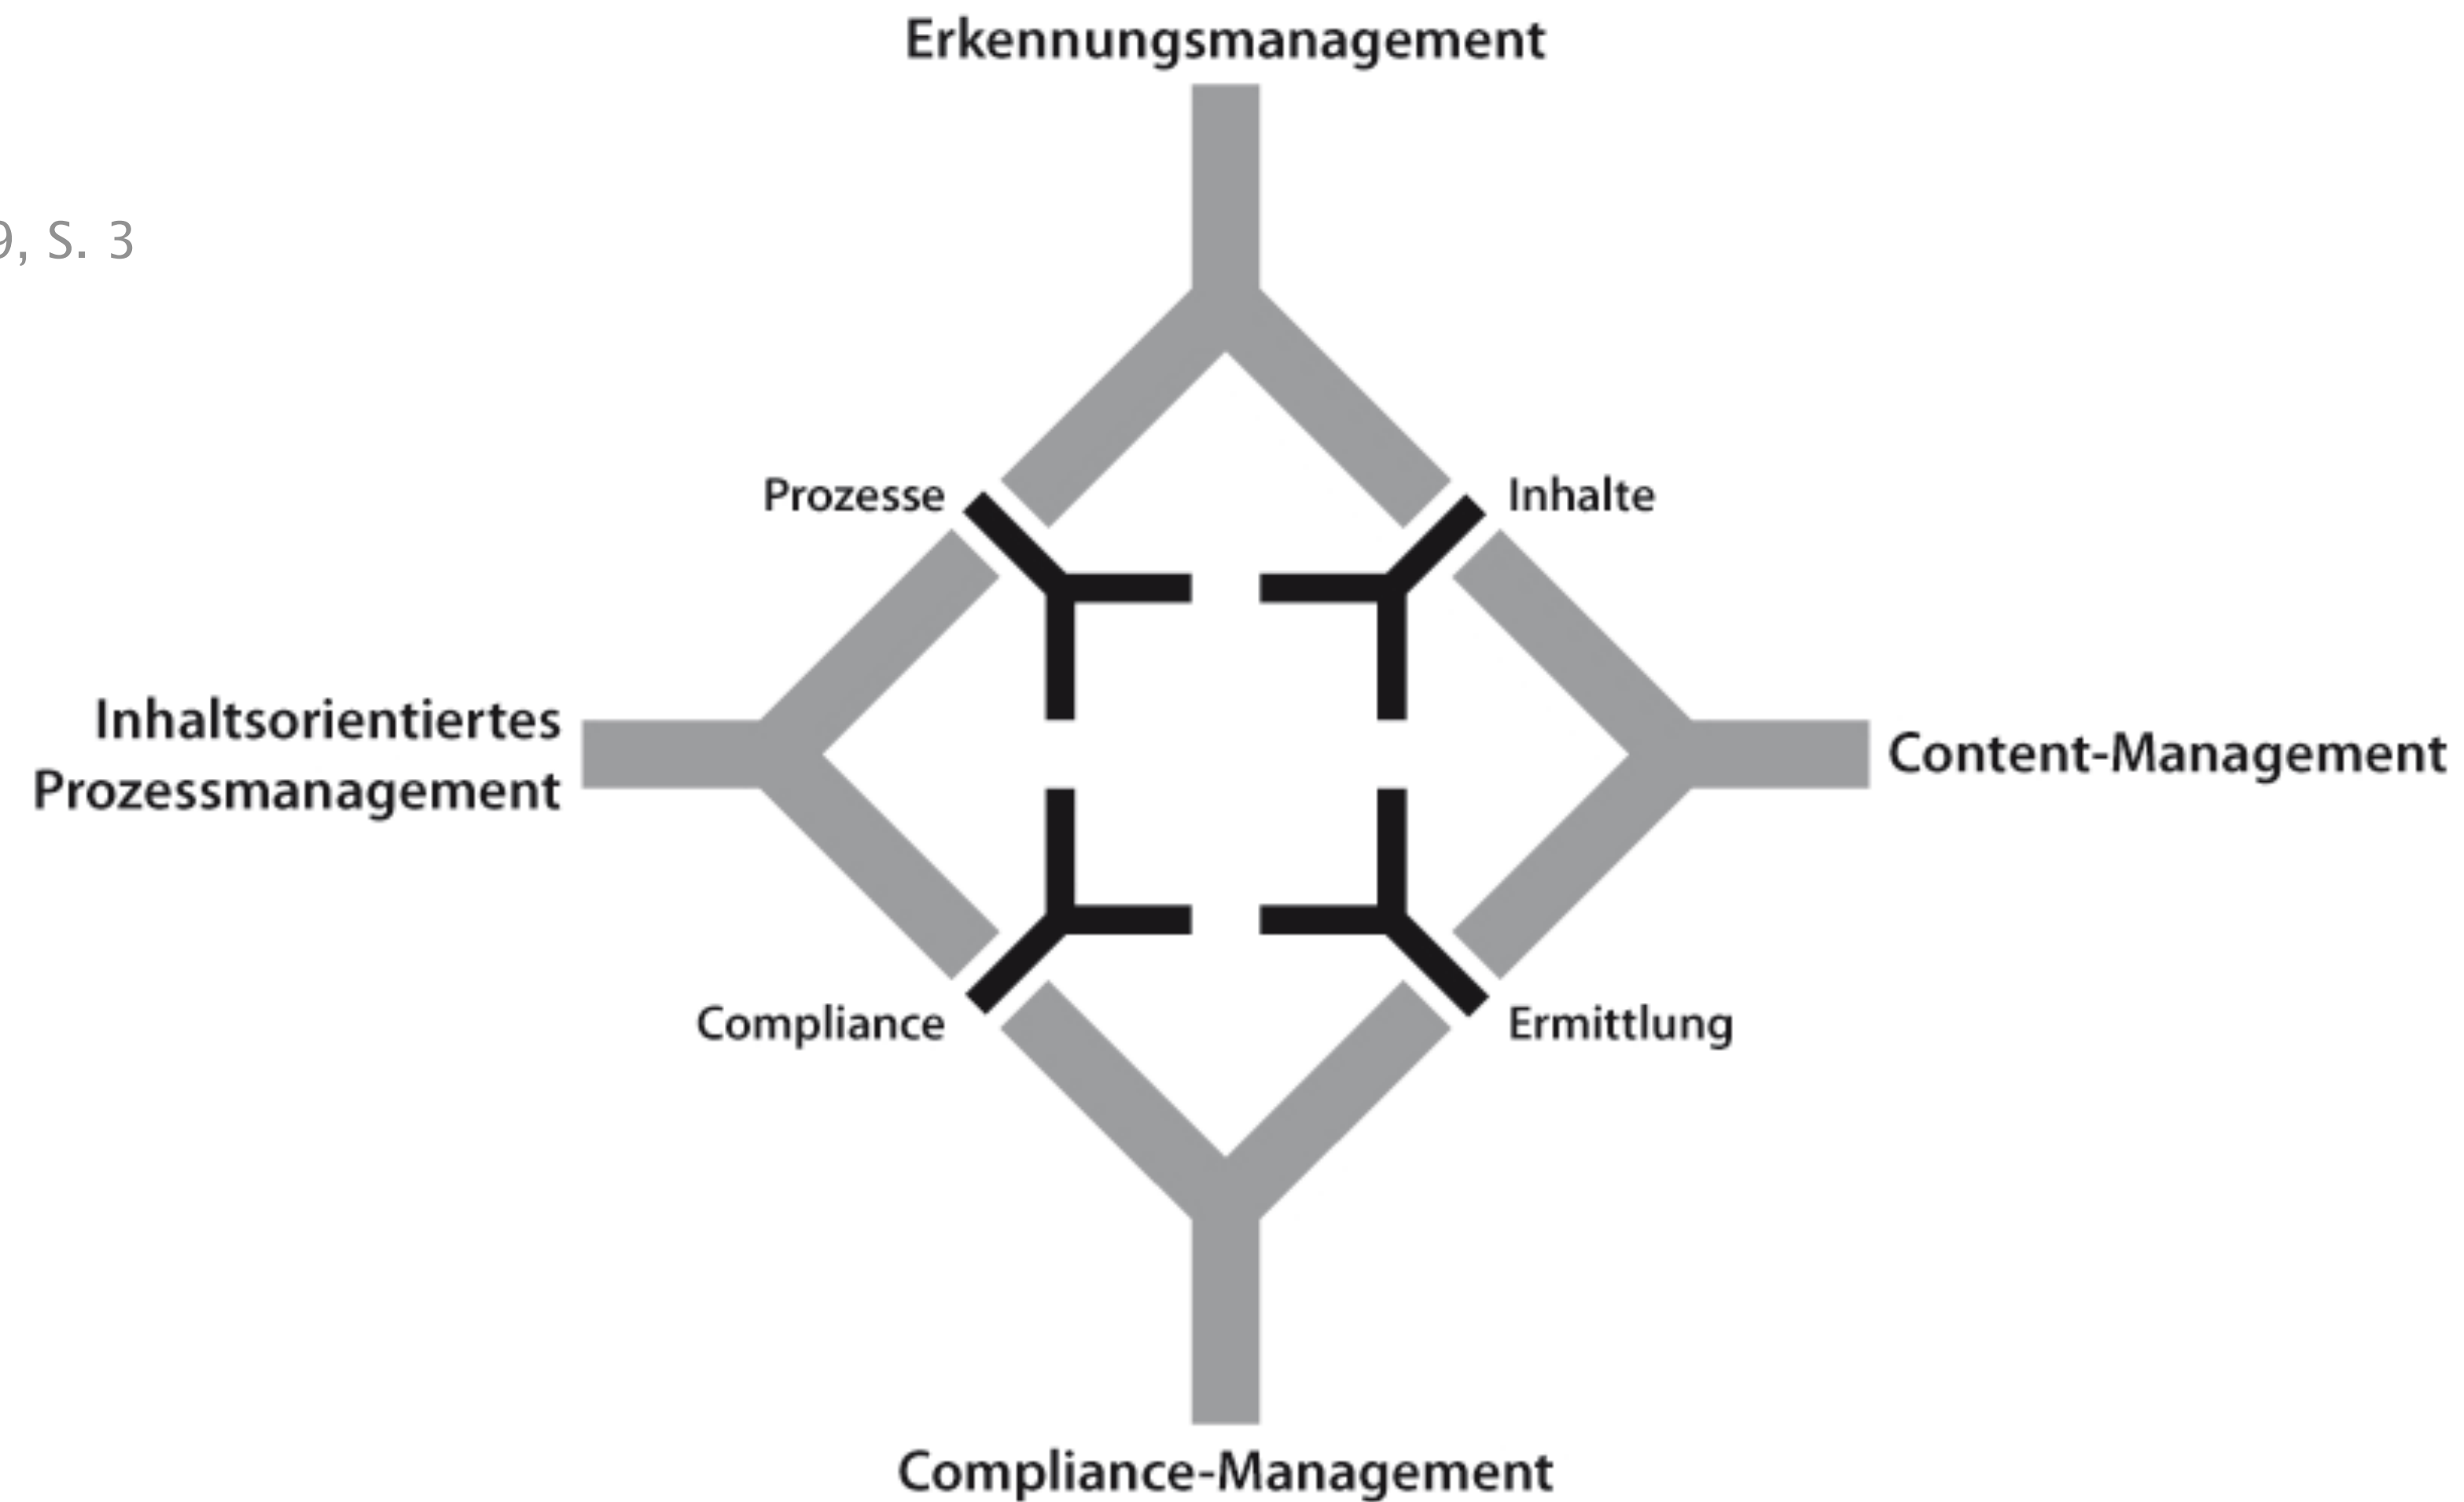 Erkennungsmanagement
9, S. 3
Prozesse
Inhalte
Inhaltsorientiertes
Prozessmanagement
Content-Management
Compliance
Ermittlung
Compliance-Management